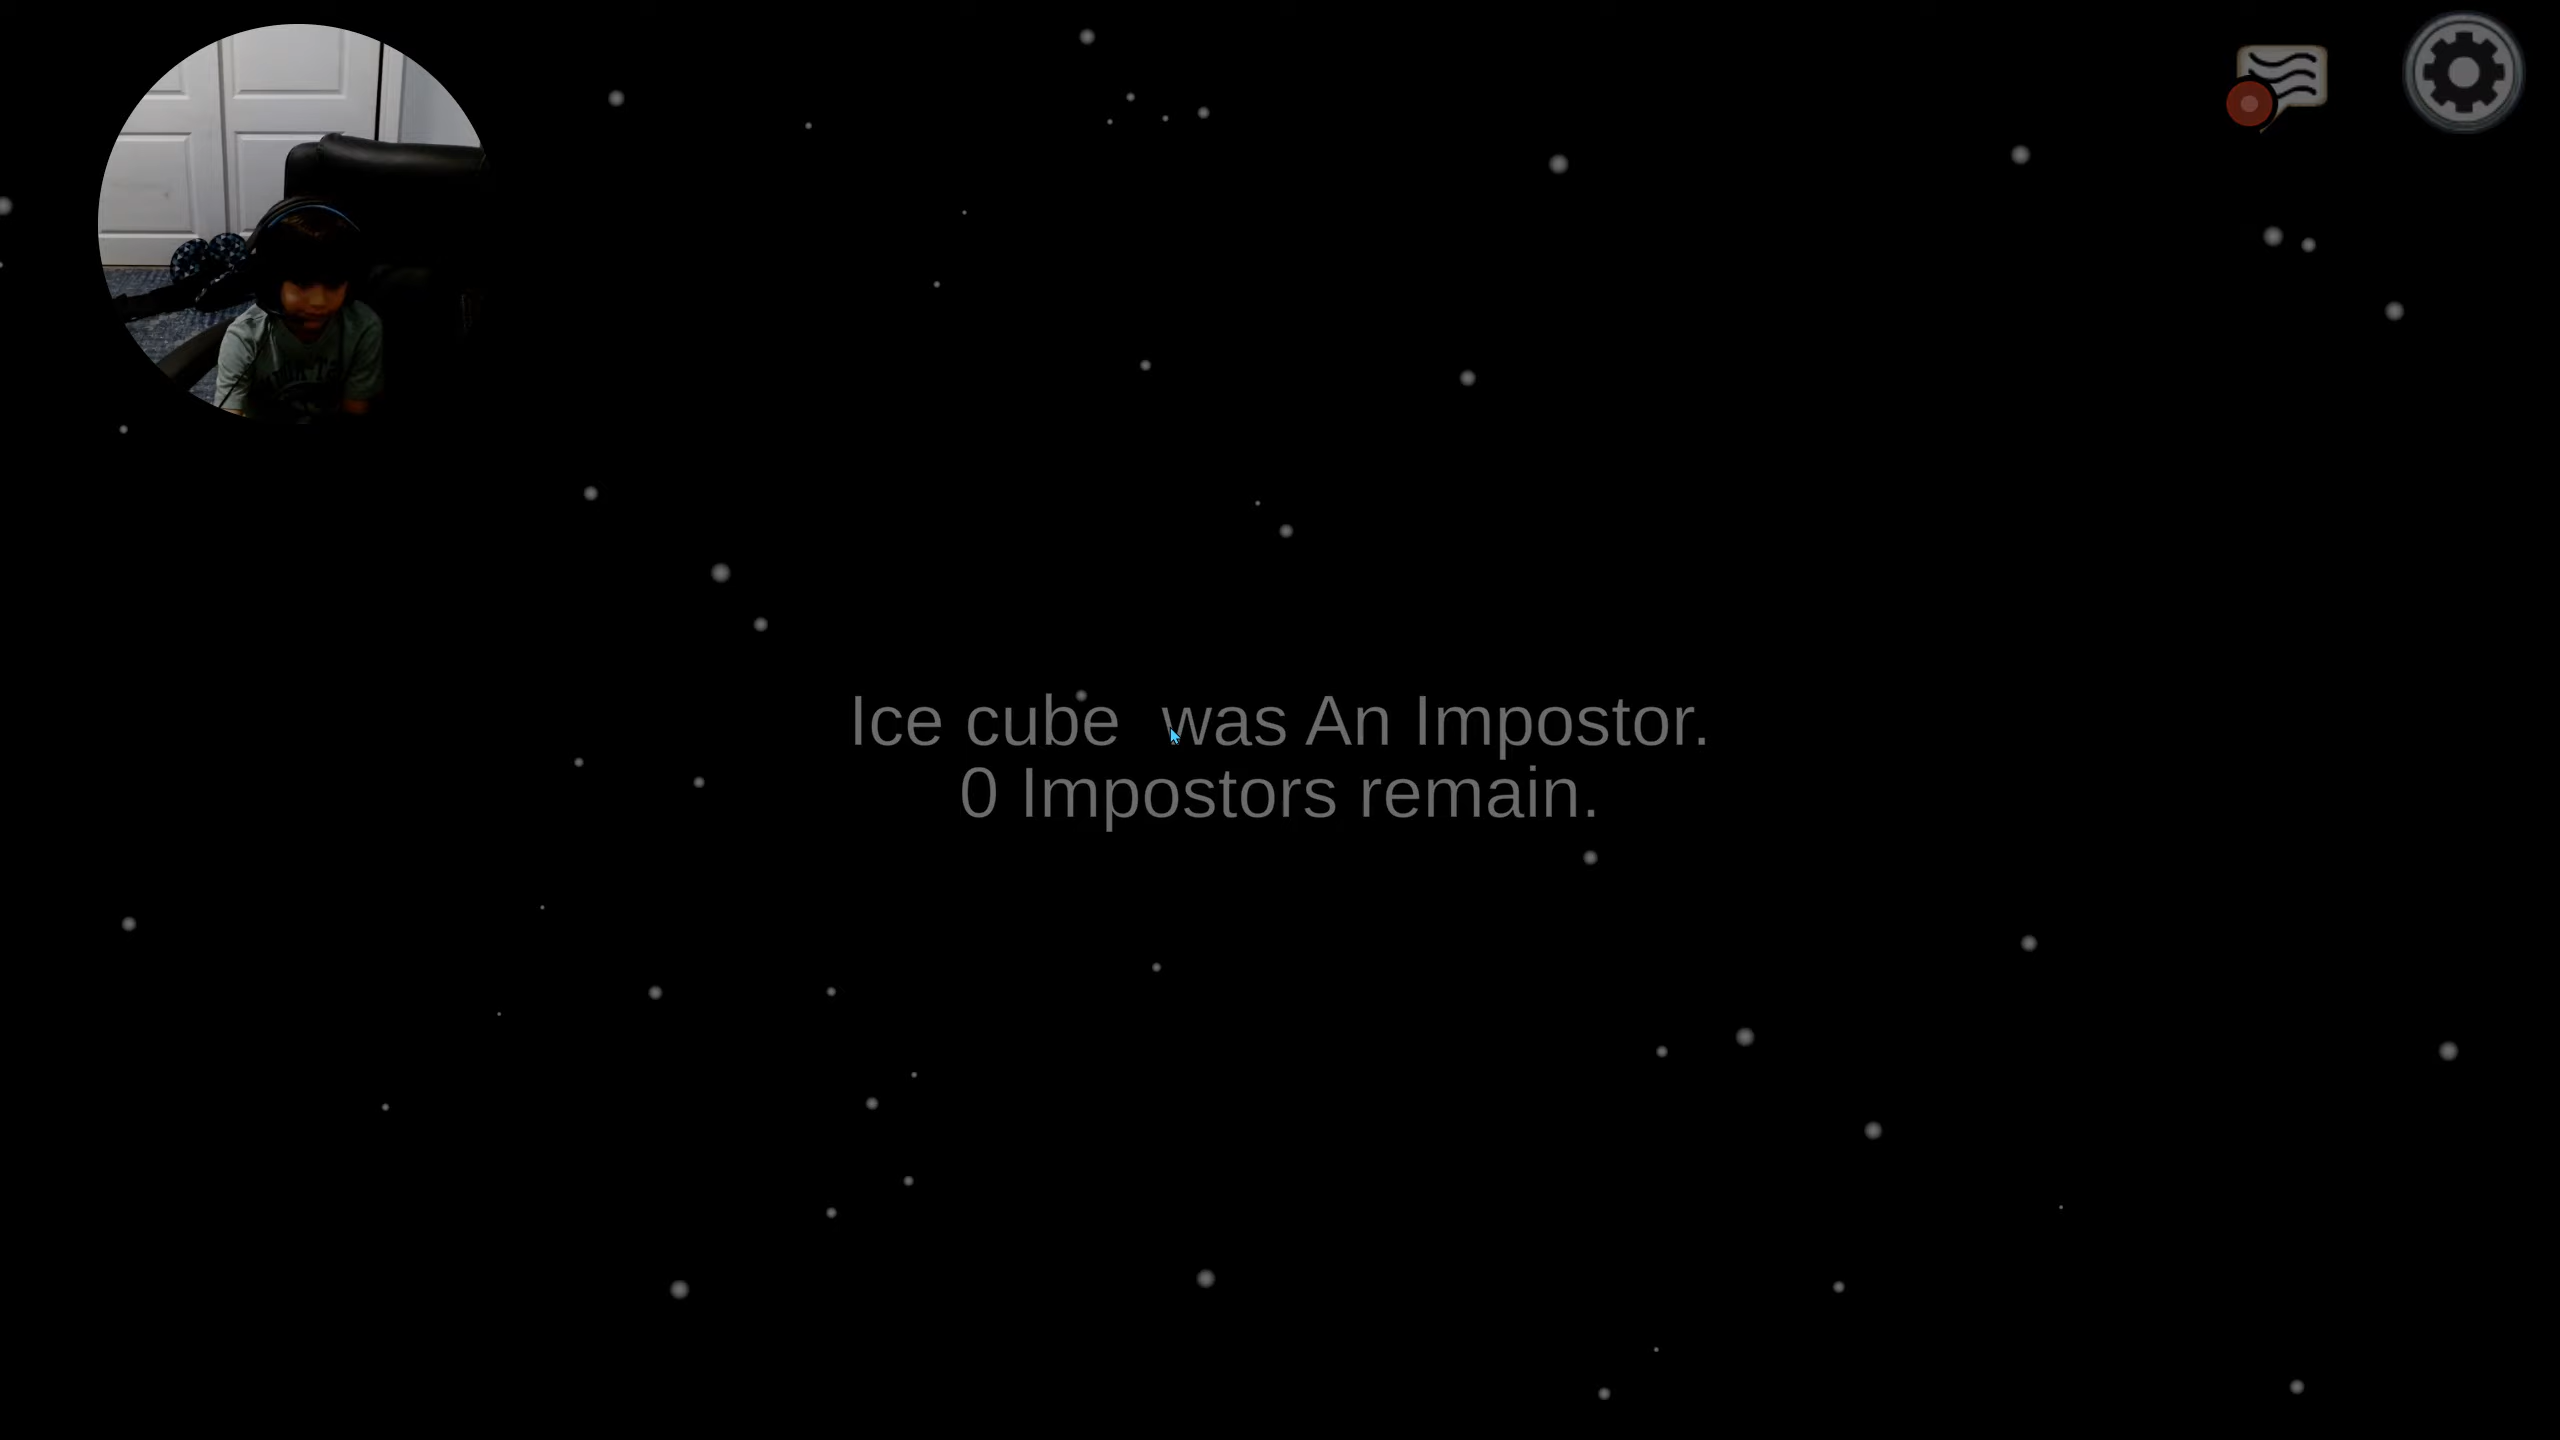 Ice cube  was An Impostor.
0 Impostors remain.